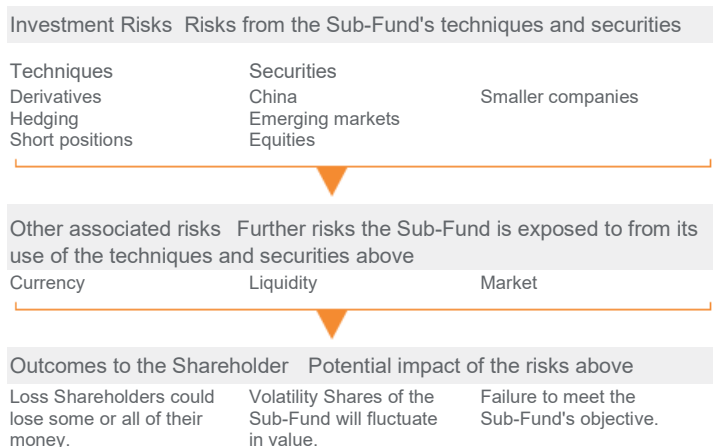 Investment Risks Risks from the Sub-Fund's techniques and securities
Techniques
Derivatives
Hedging
Short positions
Securities
China
Emerging markets
Equities
Smaller companies
Other associated risks Further risks the Sub-Fund is exposed to from its
use of the techniques and securities above
Currency
Liquidity
Market
Outcomes to the Shareholder Potential impact of the risks above
Loss Shareholders could
lose some or all of their
money.
Volatility Shares of the
Sub-Fund will fluctuate
in value.
Failure to meet the
Sub-Fund's objective.